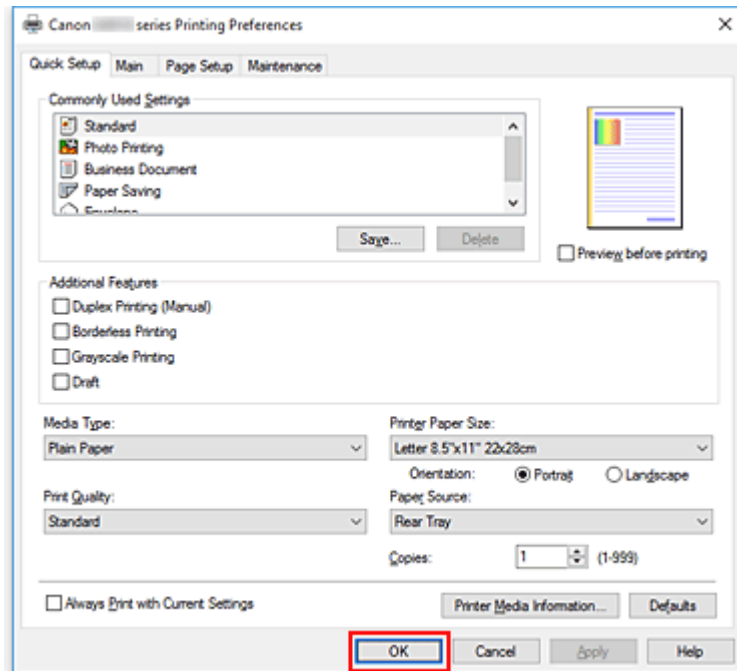 Canon series Printing Preferences
Quick Setup Main Page Setup Maintenance
Commonly Used Settings
Standard
Photo Printing
Business Document
Paper Saving
Envelope
Save... Delete
Preview before printing
Additional Features
Duplex Printing (Manual)
Borderless Printing
Grayscale Printing
Draft
Media Type: Printer Paper Size:
Plain Paper Letter 8.5"x11" 22x28cm
Orientation: Portrait Landscape
Print Quality: Paper Source:
Standard Rear Tray
Copies: 1 (1-999)
Always Print with Current Settings Printer Media Information... Defaults
OK Cancel Apply Help